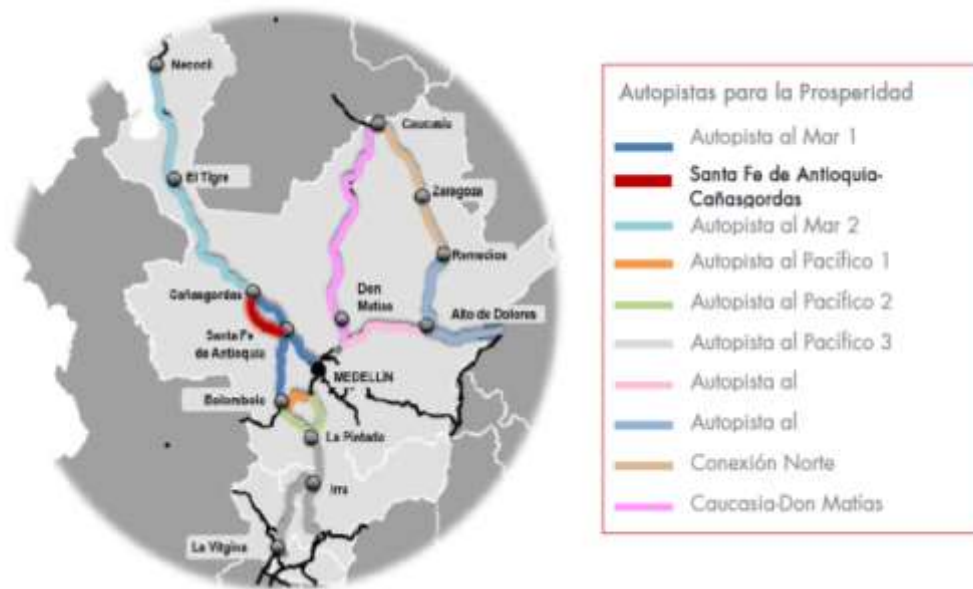 Necoclí
El Tigre
Caucasia
Zaragoza
Remedios
Cañasgordas
Don
Matías
Alto de Dolores
Santa Fe
de Antioquia
MEDELLÍN
Bolombolo
La Pintada
Irra
La Virgina
Autopistas para la Prosperidad
Autopista al Mar 1
Santa Fe de Antioquia-
Cañasgordas
Autopista al Mar 2
Autopista al Pacífico 1
Autopista al Pacífico 2
Autopista al Pacífico 3
Autopista al
Autopista al
Conexión Norte
Caucasia-Don Matías